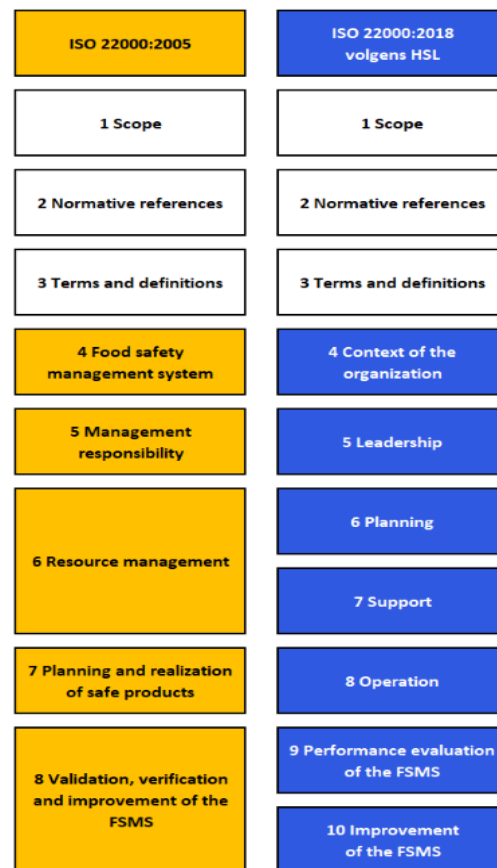 ISO 22000:2005
ISO 22000:2018
volgens HSL
1 Scope
1 Scope
2 Normative references
2 Normative references
3 Terms and definitions
3 Terms and definitions
4 Food safety
management system
4 Context of the
organization
5 Management
responsibility
5 Leadership
6 Resource management
6 Planning
7 Support
7 Planning and realization
of safe products
8 Operation
8 Validation, verification
and improvement of the
FSMS
9 Performance evaluation
of the FSMS
10 Improvement
of the FSMS